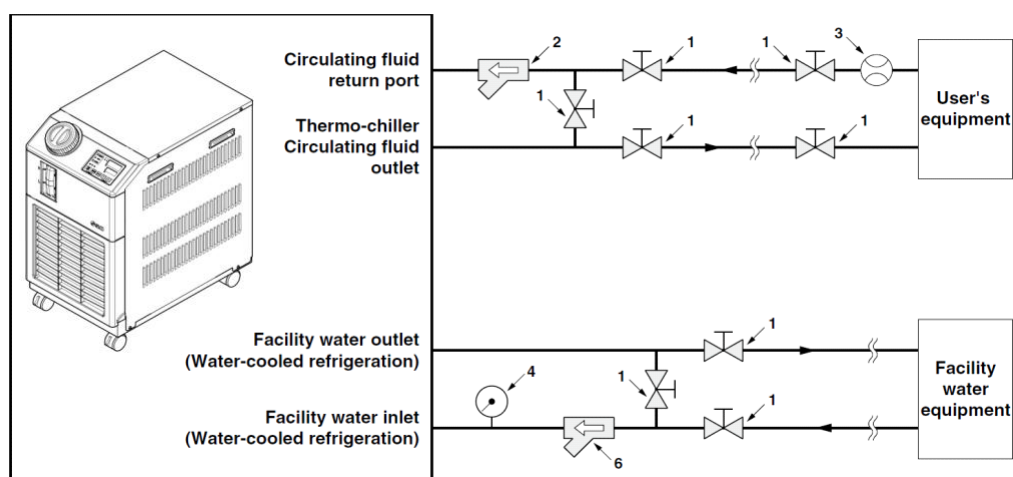 Circulating fluid
return port
2
1
1
3
1
User's
equipment
Thermo-chiller
Circulating fluid
outlet
1
1
Facility water outlet
(Water-cooled refrigeration)
1
4
1
1
Facility
water
equipment
Facility water inlet
(Water-cooled refrigeration)
6